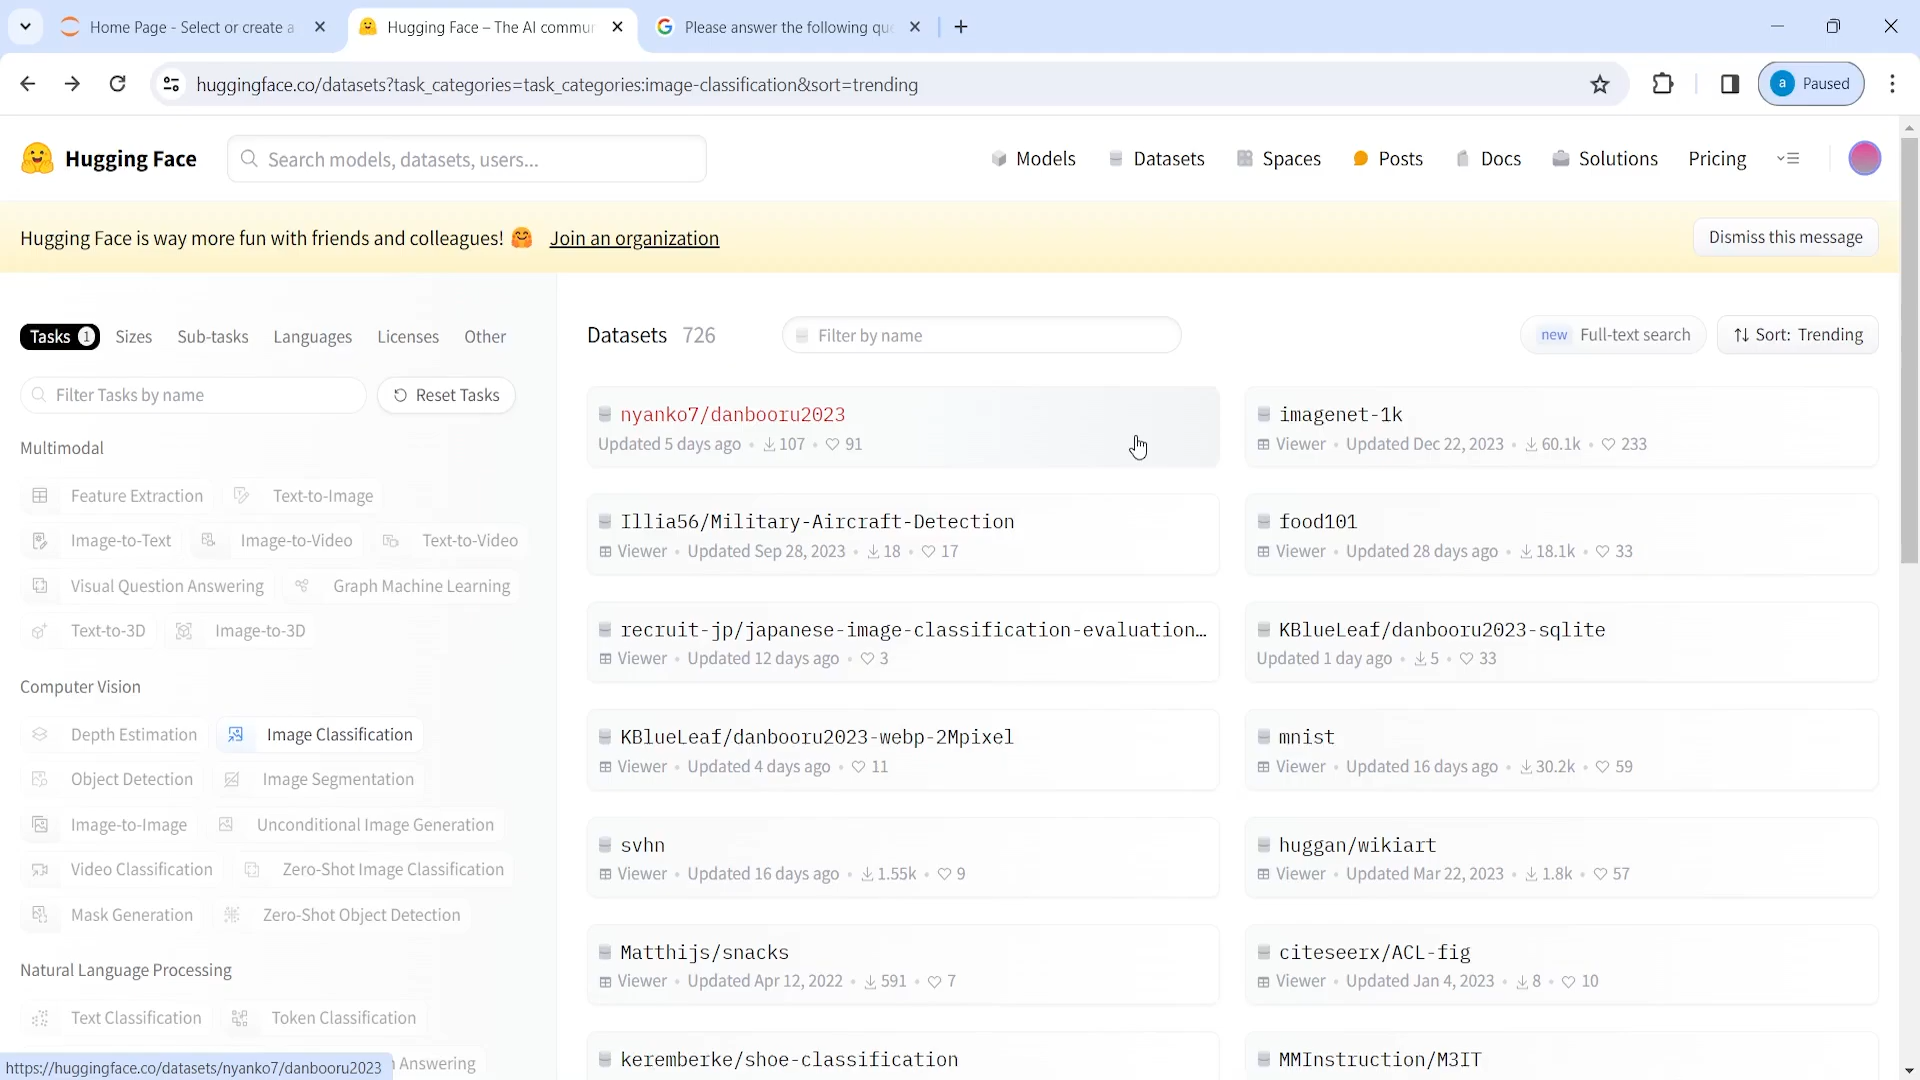 Home Page - Select or create a
Hugging Face – The AI commun
Please answer the following que
huggingface.co/datasets?task_categories=task_categories:image-classification&sort=trending
a Paused
Hugging Face
Search models, datasets, users...
Models
Datasets
Spaces
Posts
Docs
Solutions
Pricing
Hugging Face is way more fun with friends and colleagues! 🤗 Join an organization
Dismiss this message
Tasks 1
Sizes
Sub-tasks
Languages
Licenses
Other
Filter Tasks by name
Reset Tasks
Multimodal
Feature Extraction
Text-to-Image
Image-to-Text
Image-to-Video
Text-to-Video
Visual Question Answering
Graph Machine Learning
Text-to-3D
Image-to-3D
Computer Vision
Depth Estimation
Image Classification
Object Detection
Image Segmentation
Image-to-Image
Unconditional Image Generation
Video Classification
Zero-Shot Image Classification
Mask Generation
Zero-Shot Object Detection
Natural Language Processing
Text Classification
Token Classification
Answering
https://huggingface.co/datasets/nyanko7/danbooru2023
Datasets 726
Filter by name
new Full-text search
Sort: Trending
nyanko7/danbooru2023
Updated 5 days ago • 107 • 91
imagenet-1k
Viewer • Updated Dec 22, 2023 • 60.1k • 233
Illia56/Military-Aircraft-Detection
Viewer • Updated Sep 28, 2023 • 18 • 17
food101
Viewer • Updated 28 days ago • 18.1k • 33
recruit-jp/japanese-image-classification-evaluation…
Viewer • Updated 12 days ago • 3
KBlueLeaf/danbooru2023-sqlite
Updated 1 day ago • 5 • 33
KBlueLeaf/danbooru2023-webp-2Mpixel
Viewer • Updated 4 days ago • 11
mnist
Viewer • Updated 16 days ago • 30.2k • 59
svhn
Viewer • Updated 16 days ago • 1.55k • 9
huggan/wikiart
Viewer • Updated Mar 22, 2023 • 1.8k • 57
Matthijs/snacks
Viewer • Updated Apr 12, 2022 • 591 • 7
citeseerx/ACL-fig
Viewer • Updated Jan 4, 2023 • 8 • 10
keremberke/shoe-classification
MMInstruction/M3IT